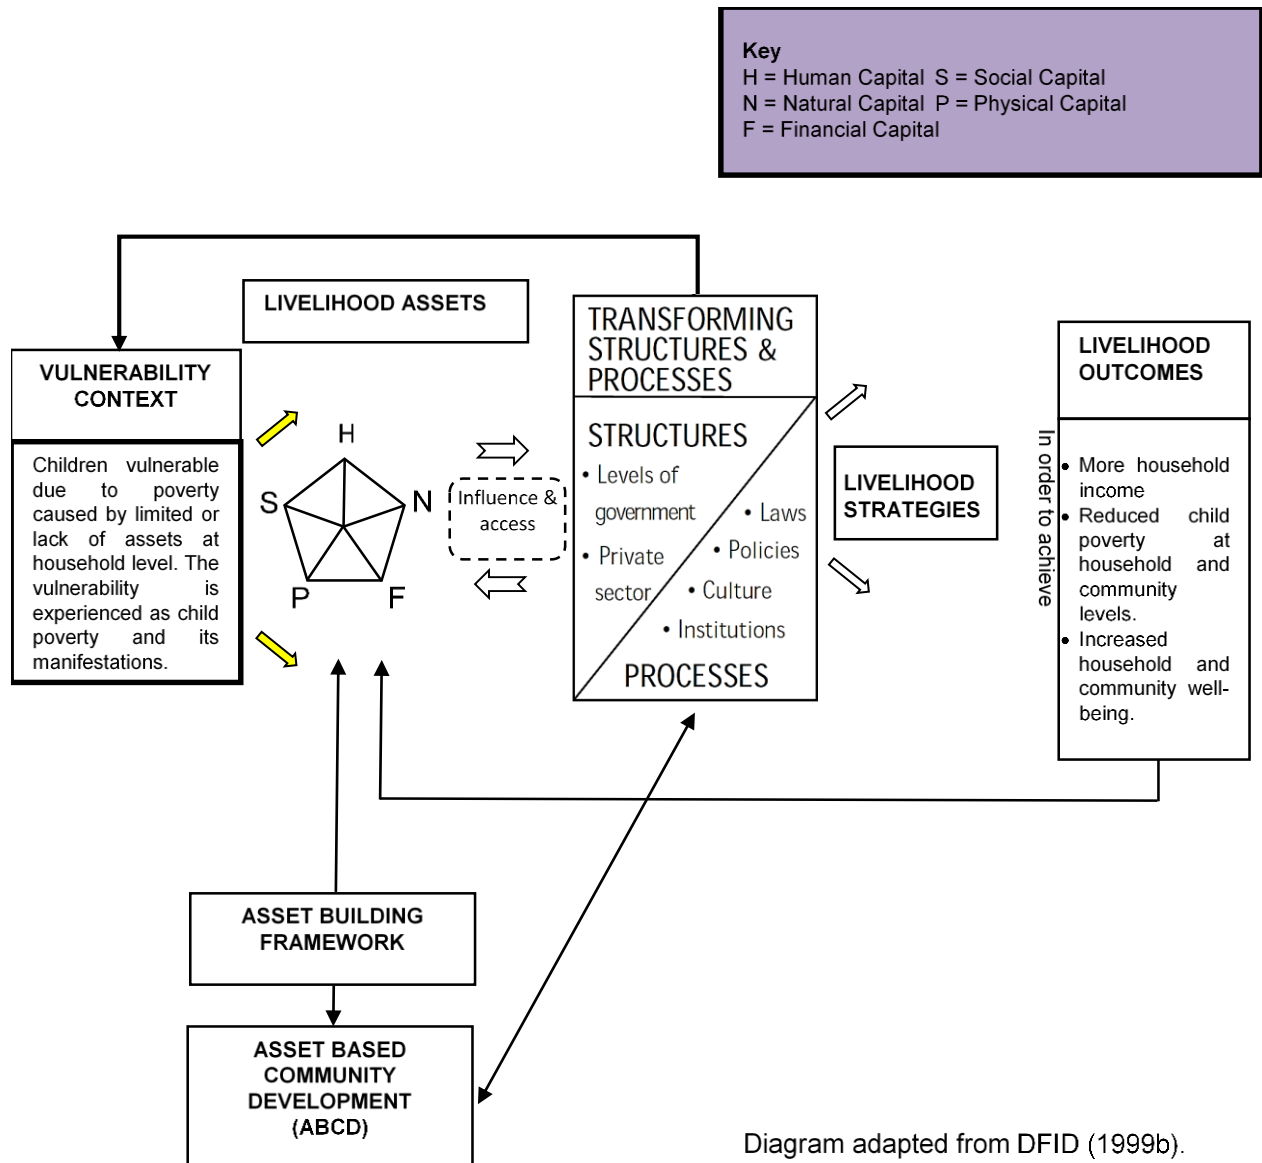 Key
H = Human Capital S = Social Capital
N = Natural Capital P = Physical Capital
F = Financial Capital
LIVELIHOOD ASSETS
VULNERABILITY
CONTEXT
Children vulnerable
due to poverty
caused by limited or
lack of assets at
household level. The
vulnerability is
experienced as child
poverty and its
manifestations.
H
S
N
P
F
Influence &
access
TRANSFORMING
STRUCTURES &
PROCESSES
STRUCTURES
• Levels of
government
• Private
sector
• Laws
• Policies
• Culture
• Institutions
PROCESSES
LIVELIHOOD
STRATEGIES
In order to achieve
LIVELIHOOD
OUTCOMES
• More household
income
• Reduced child
poverty at
household and
community
levels.
• Increased
household and
community well-
being.
ASSET BUILDING
FRAMEWORK
ASSET BASED
COMMUNITY
DEVELOPMENT
(ABCD)
Diagram adapted from DFID (1999b).